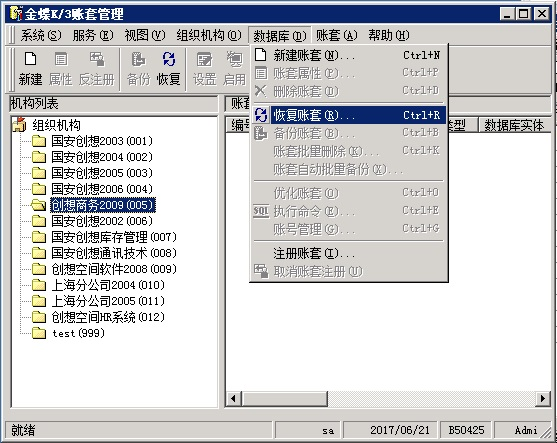 金蝶K/3账套管理
系统(S) 服务(E) 视图(V) 组织机构(O) 数据库(D) 账套(A) 帮助(H)
新建 属性 反注册 备份 恢复 设置 启用
机构列表
组织机构
国安创想2003(001)
国安创想2004(002)
国安创想2005(003)
国安创想2006(004)
创想商务2009(005)
国安创想2002(006)
国安创想库存管理(007)
国安创想通讯技术(008)
创想空间软件2008(009)
上海分公司2004(010)
上海分公司2005(011)
创想空间HR系统(012)
test(999)
账套
编号 类型 数据库实体
新建账套(N)... Ctrl+N
账套属性(P)... Ctrl+P
删除账套(D) Ctrl+D
恢复账套(R)... Ctrl+R
备份账套(B)... Ctrl+B
账套批量删除(K)... Ctrl+K
账套自动批量备份(X)...
优化账套(O) Ctrl+O
SQL 执行命令(E)... Ctrl+E
账号管理(G)... Ctrl+G
注册账套(I)...
取消账套注册(U)
就绪 sa 2017/06/21 B50425 Admi